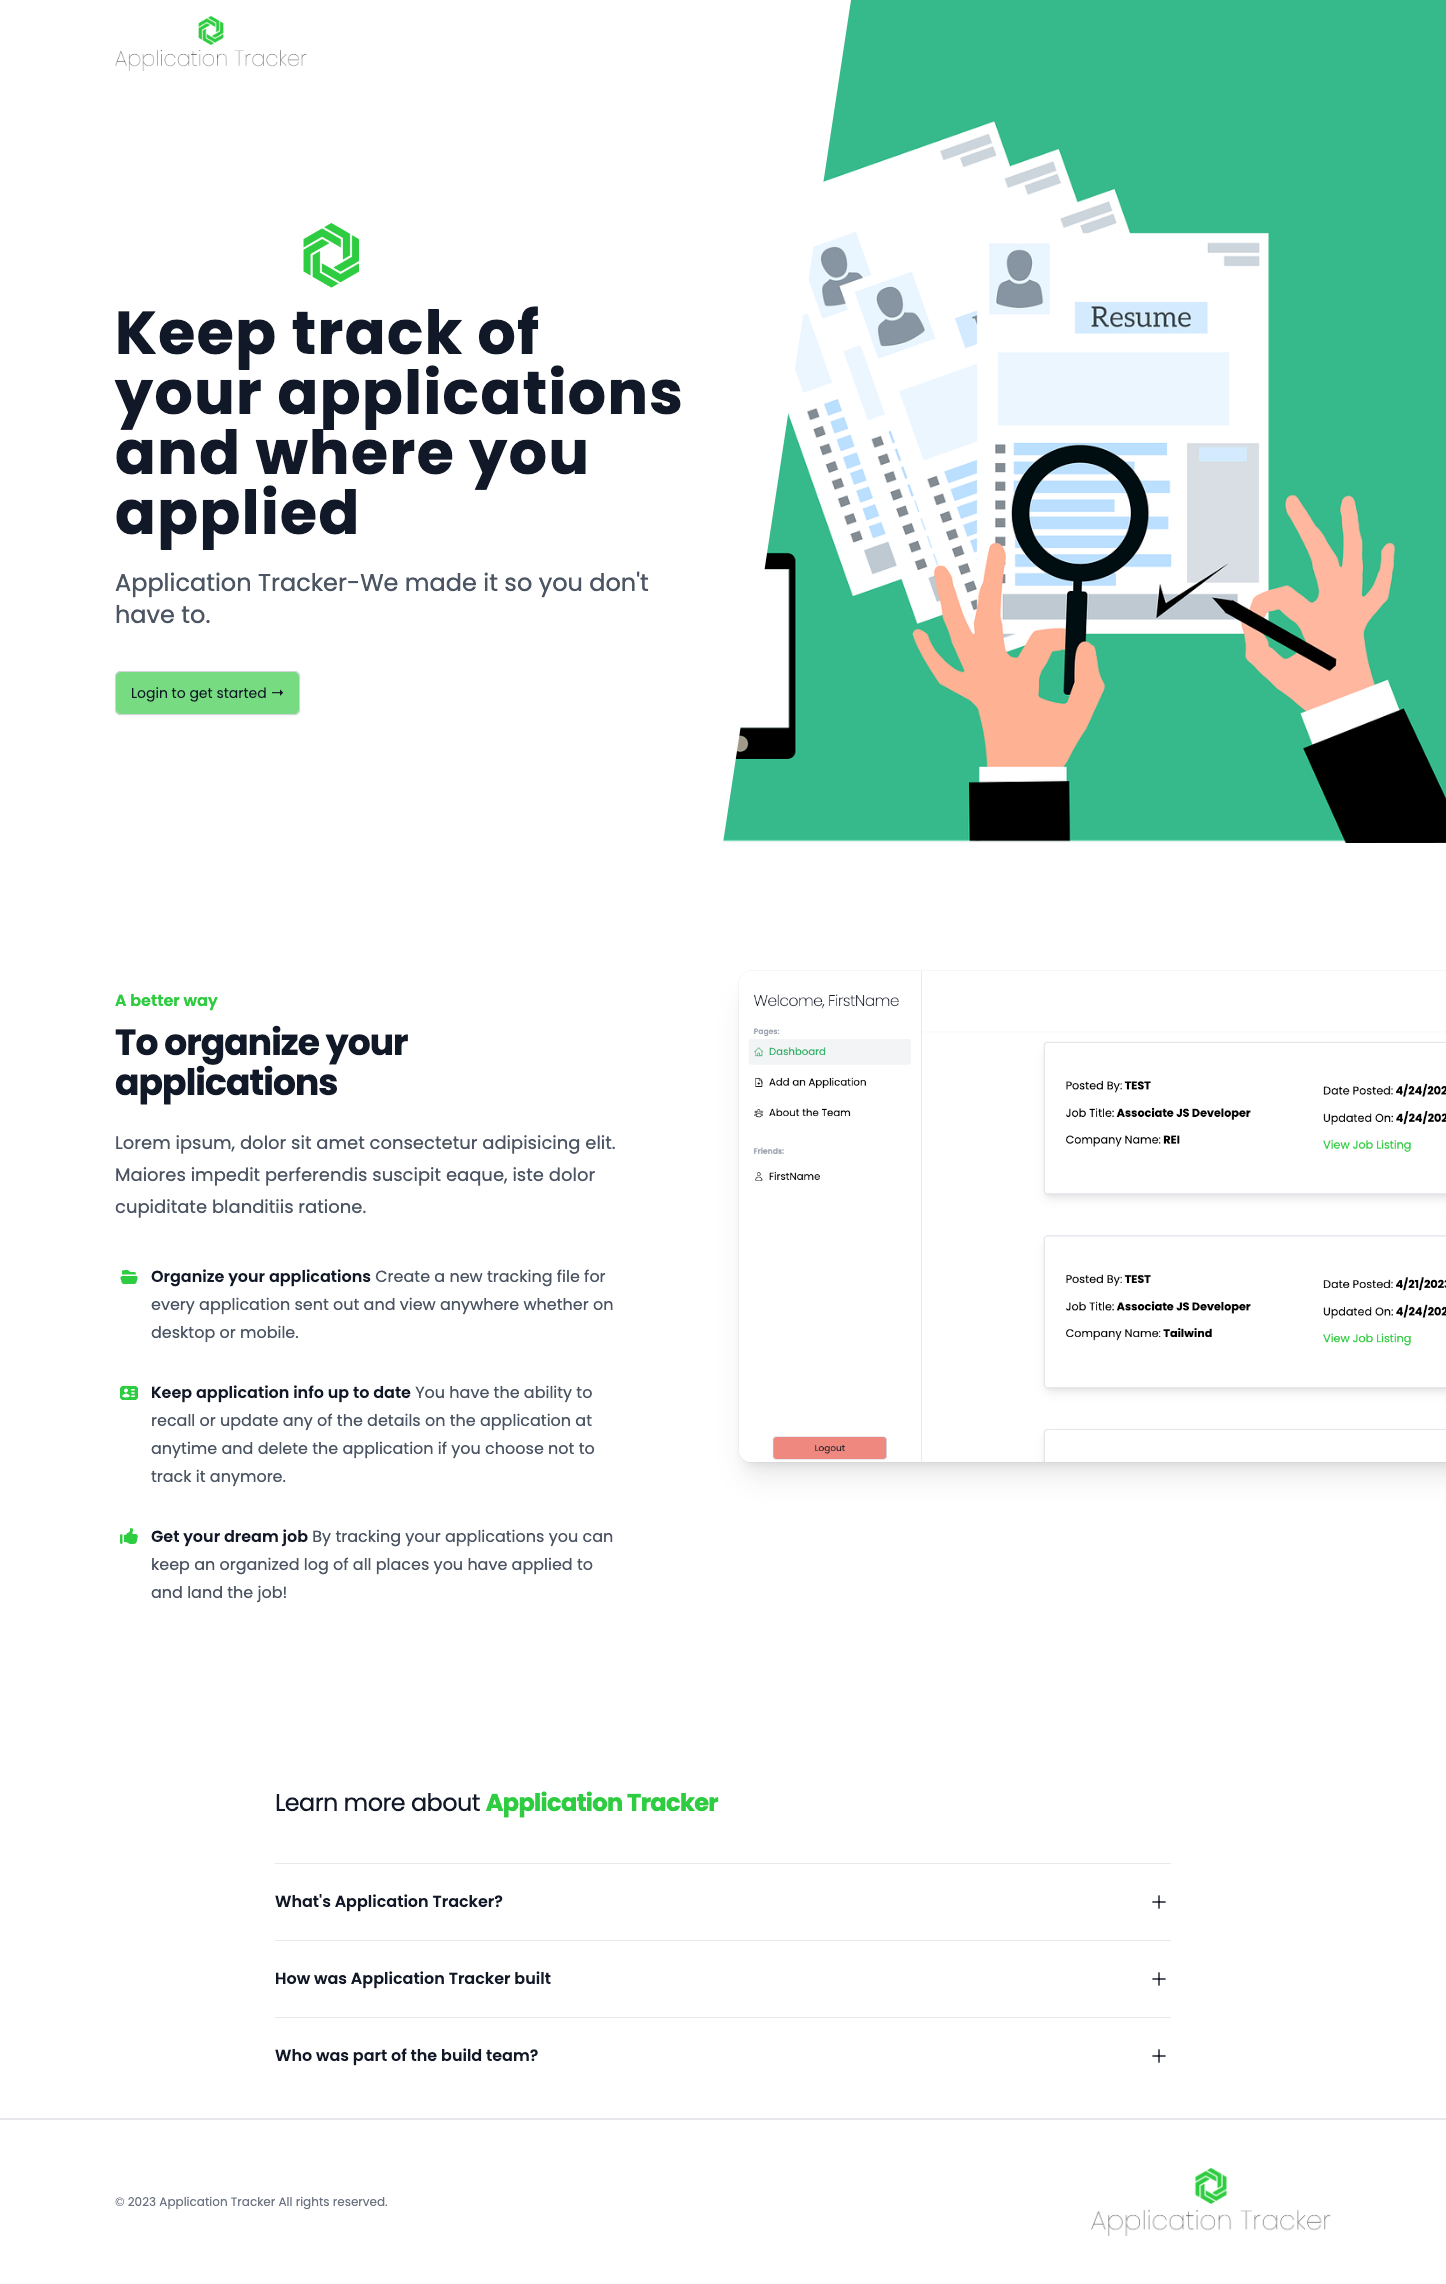 Application Tracker
Keep track of
your applications
and where you
applied
Application Tracker-We made it so you don't
have to.
Login to get started →
Resume
A better way
To organize your
applications
Lorem ipsum, dolor sit amet consectetur adipisicing elit.
Maiores impedit perferendis suscipit eaque, iste dolor
cupiditate blanditiis ratione.
Organize your applications Create a new tracking file for
every application sent out and view anywhere whether on
desktop or mobile.
Keep application info up to date You have the ability to
recall or update any of the details on the application at
anytime and delete the application if you choose not to
track it anymore.
Get your dream job By tracking your applications you can
keep an organized log of all places you have applied to
and land the job!
Welcome, FirstName
Pages:
Dashboard
Add an Application
About the Team
Friends:
FirstName
Logout
Posted By: TEST
Job Title: Associate JS Developer
Company Name: REI
Date Posted: 4/24/202
Updated On: 4/24/202
View Job Listing
Posted By: TEST
Job Title: Associate JS Developer
Company Name: Tailwind
Date Posted: 4/21/2023
Updated On: 4/24/202
View Job Listing
Learn more about Application Tracker
What's Application Tracker?
How was Application Tracker built
Who was part of the build team?
© 2023 Application Tracker All rights reserved.
Application Tracker